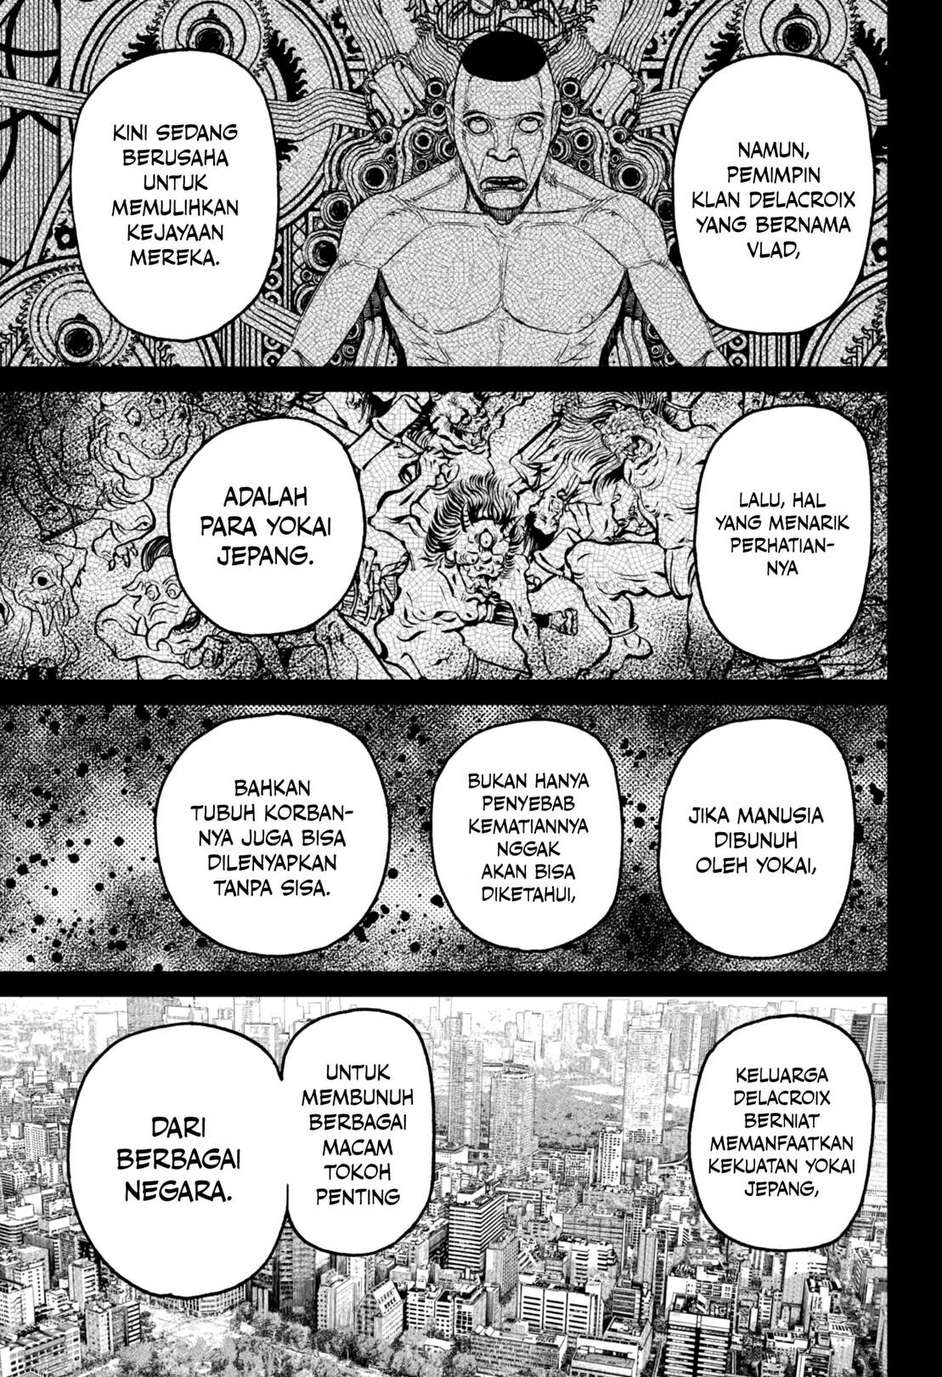 NAMUN,
PEMIMPIN
KLAN DELACROIX
YANG BERNAMA
VLAD,
KINI SEDANG
BERUSAHA
UNTUK
MEMULIHKAN
KEJAYAAN
MEREKA.
LALU, HAL
YANG MENARIK
PERHATIAN-
NYA
ADALAH
PARA YOKAI
JEPANG.
JIKA MANUSIA
DIBUNUH
OLEH YOKAI,
BUKAN HANYA
PENYEBAB
KEMATIANNYA
NGGAK
AKAN BISA
DIKETAHUI,
BAHKAN
TUBUH KORBAN-
NYA JUGA BISA
DILENYAPKAN
TANPA SISA.
KELUARGA
DELACROIX
BERNIAT
MEMANFAATKAN
KEKUATAN YOKAI
JEPANG,
UNTUK
MEMBUNUH
BERBAGAI
MACAM
TOKOH
PENTING
DARI
BERBAGAI
NEGARA.